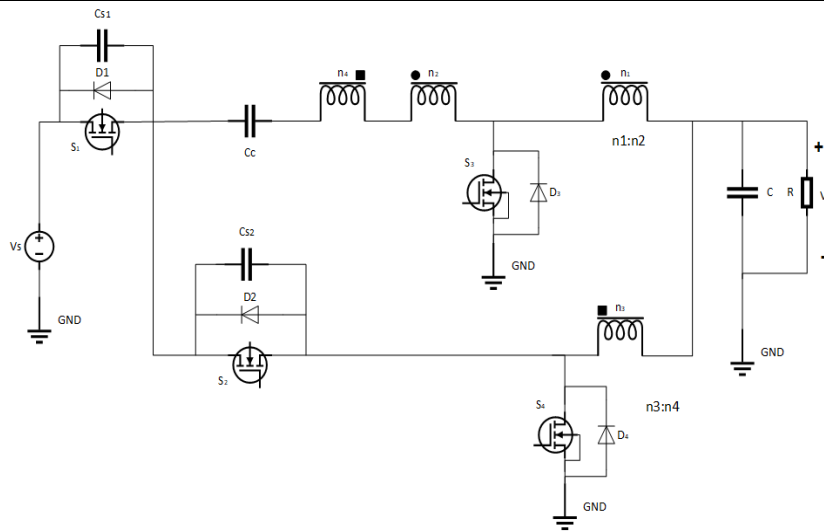 Cs1
D1
S₁
Cc
n₄
n₂
n₁
n1:n2
S₃
D₃
GND
C
R
+
V
-
Vs
+
−
GND
Cs2
D2
S₂
n₃
GND
n3:n4
S₄
D₄
GND